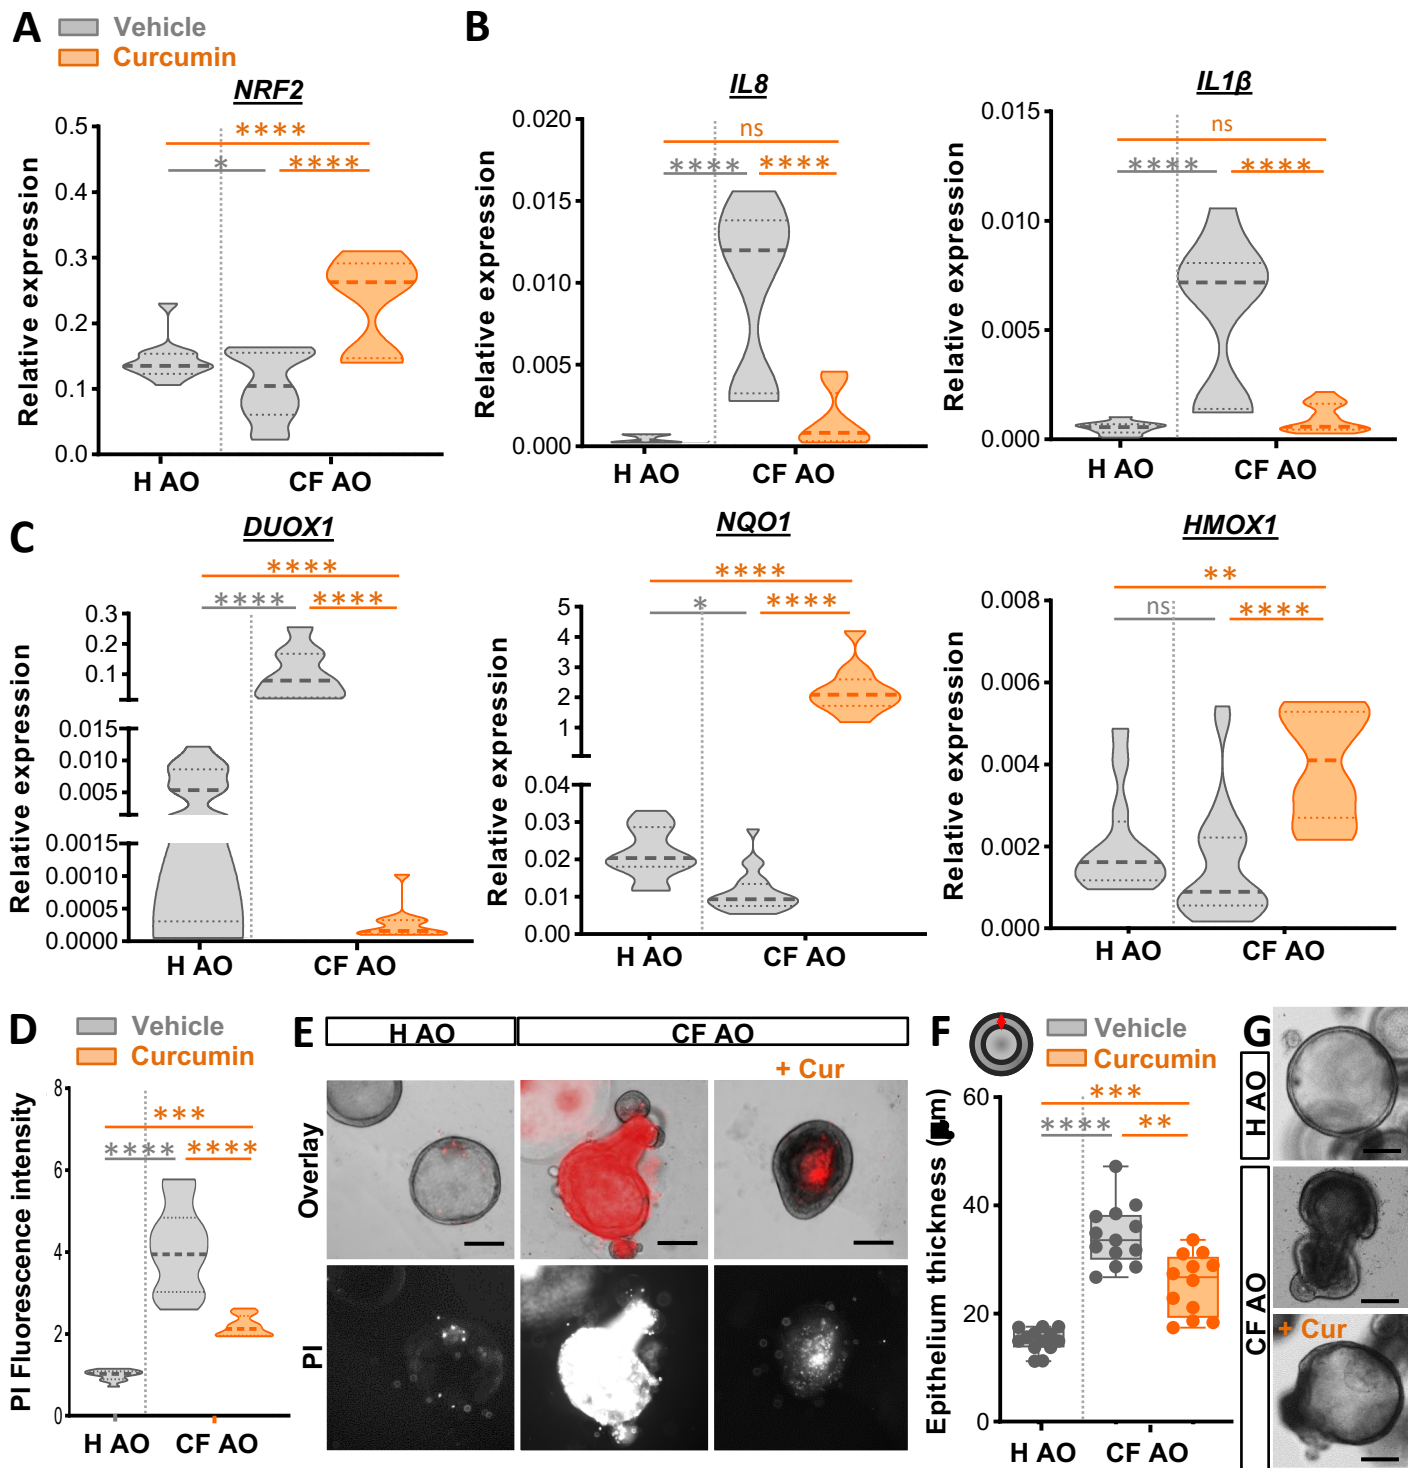 A
Vehicle
Curcumin
B
NRF2
Relative expression
0.5
0.4
0.3
0.2
0.1
0.0
****
*
****
H AO
CF AO
IL8
Relative expression
0.020
0.015
0.010
0.005
0.000
ns
****
****
H AO
CF AO
IL1β
Relative expression
0.015
0.010
0.005
0.000
ns
****
****
H AO
CF AO
C
DUOX1
Relative expression
0.3
0.2
0.1
0.015
0.010
0.005
0.0015
0.0010
0.0005
0.0000
****
****
****
H AO
CF AO
NQO1
Relative expression
5
4
3
2
1
0.04
0.03
0.02
0.01
0.00
****
*
****
H AO
CF AO
HMOX1
Relative expression
0.008
0.006
0.004
0.002
0.000
**
ns
****
H AO
CF AO
D
Vehicle
Curcumin
PI Fluorescence intensity
8
6
4
2
0
***
****
****
H AO
CF AO
E
H AO
CF AO
+ Cur
Overlay
PI
F
Vehicle
Curcumin
Epithelium thickness
60
40
20
0
***
****
**
H AO
CF AO
G
H AO
CF AO
+ Cur